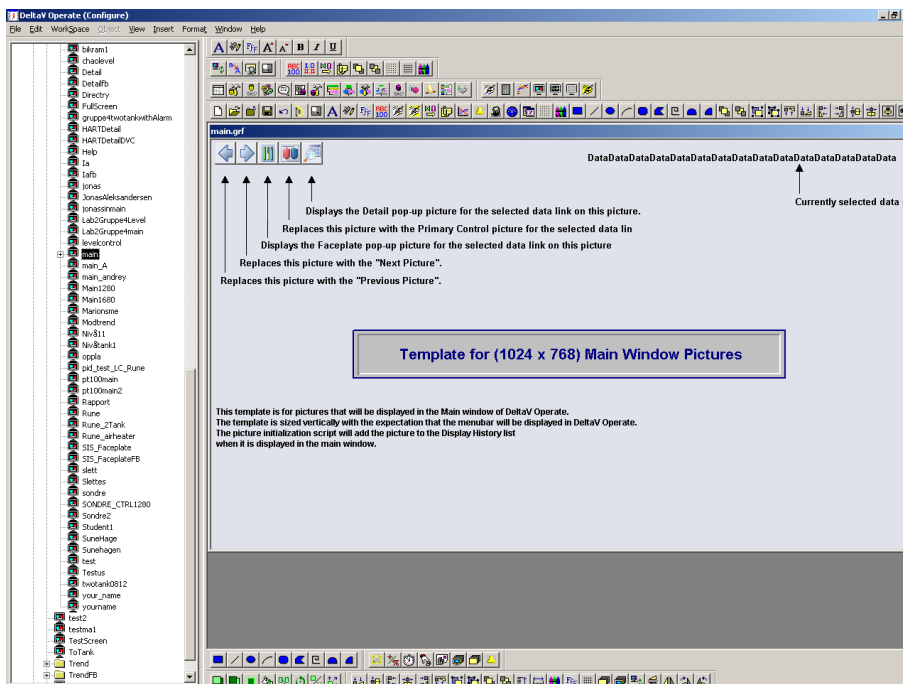 DeltaV Operate (Configure)
File Edit WorkSpace Object View Insert Format Window Help
bikram1
chaolevel
Detail
Detailfb
Directry
FullScreen
gruppe4twotankwithAlarm
HARTDetail
HARTDetailDVC
Help
Ia
Iafb
jonas
JonasAleksandersen
jonassinmain
Lab2Gruppe4Level
Lab2Gruppe4main
levelcontrol
main
main_A
main_andrey
Main1280
Main1680
Marionsme
Modtrend
Nivå11
Nivåtank1
oppla
pid_test_LC_Rune
pt100main
pt100main2
Rapport
Rune
Rune_2Tank
Rune_airheater
SIS_Faceplate
SIS_FaceplateFB
slett
Slettes
sondre
SONDRE_CTRL1280
Sondre2
Student1
SuneHage
Sunehagen
test
Testus
twotank0812
your_name
yourname
test2
testma1
TestScreen
ToTank
Trend
TrendFB
main.grf
DataDataDataDataDataDataDataDataDataDataDataDataDataDataData
Currently selected data
Displays the Detail pop-up picture for the selected data link on this picture.
Replaces this picture with the Primary Control picture for the selected data lin
Displays the Faceplate pop-up picture for the selected data link on this picture
Replaces this picture with the "Next Picture".
Replaces this picture with the "Previous Picture".
Template for (1024 x 768) Main Window Pictures
This template is for pictures that will be displayed in the Main window of DeltaV Operate.
The template is sized vertically with the expectation that the menubar will be displayed in DeltaV Operate.
The picture initialization script will add the picture to the Display History list
when it is displayed in the main window.